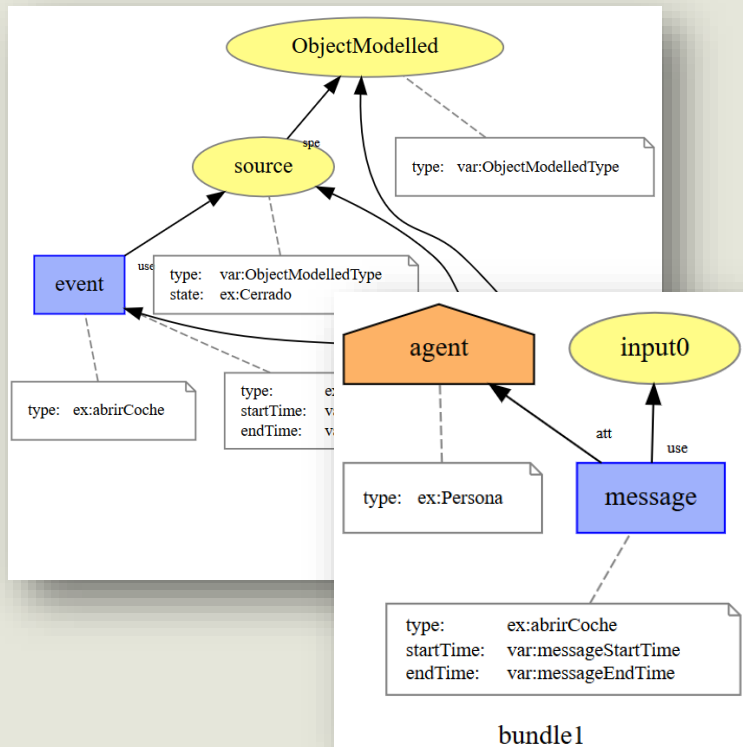 ObjectModelled
spe
source
type: var:ObjectModelledType
use
event
type: var:ObjectModelledType
state: ex:Cerrado
type: ex:abrirCoche
type:
startTime:
endTime:
agent
input0
att
use
type: ex:Persona
message
type: ex:abrirCoche
startTime: var:messageStartTime
endTime: var:messageEndTime
bundle1